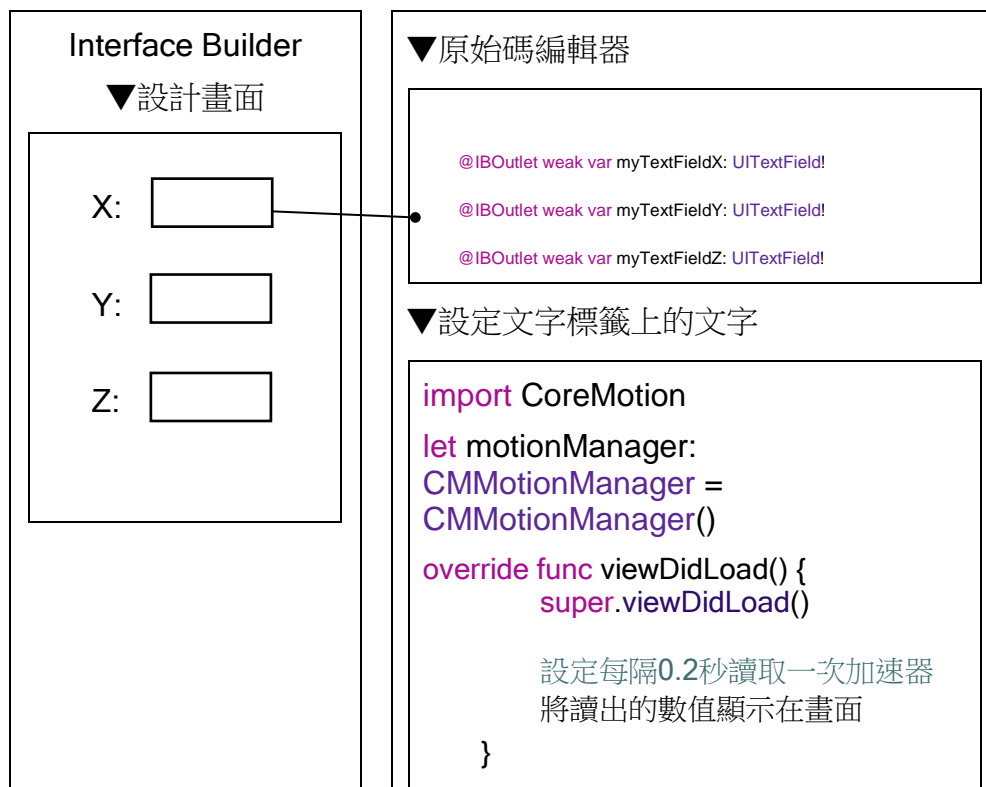 Interface Builder
▼設計畫面
X:
Y:
Z:
▼原始碼編輯器
@IBOutlet weak var myTextFieldX: UITextField!
@IBOutlet weak var myTextFieldY: UITextField!
@IBOutlet weak var myTextFieldZ: UITextField!
▼設定文字標籤上的文字
import CoreMotion
let motionManager:
CMMotionManager =
CMMotionManager()
override func viewDidLoad() {
super.viewDidLoad()
設定每隔0.2秒讀取一次加速器
將讀出的數值顯示在畫面
}